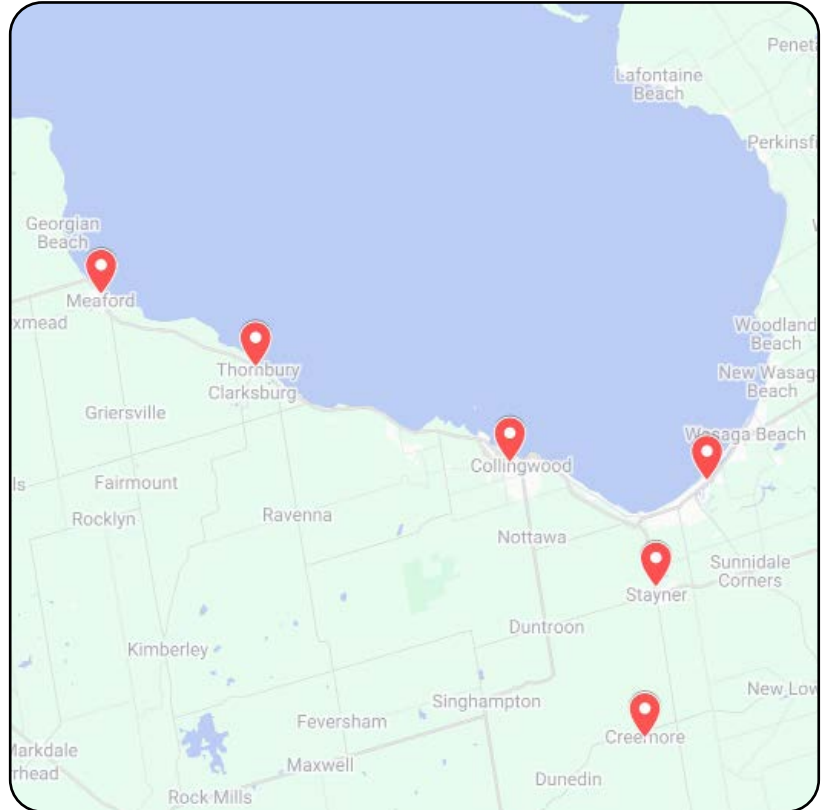 Penet
Lafontaine
Beach
Perkinsfi
Georgian
Beach
Meaford
xmead
Woodland
Beach
Thornbury
Clarksburg
New Wasag
Beach
Griersville
Wasaga Beach
Collingwood
ls
Fairmount
Rocklyn
Ravenna
Nottawa
Sunnidale
Corners
Stayner
Duntroon
Kimberley
New Low
Singhampton
Feversham
Creemore
Markdale
rhead
Maxwell
Dunedin
Rock Mills